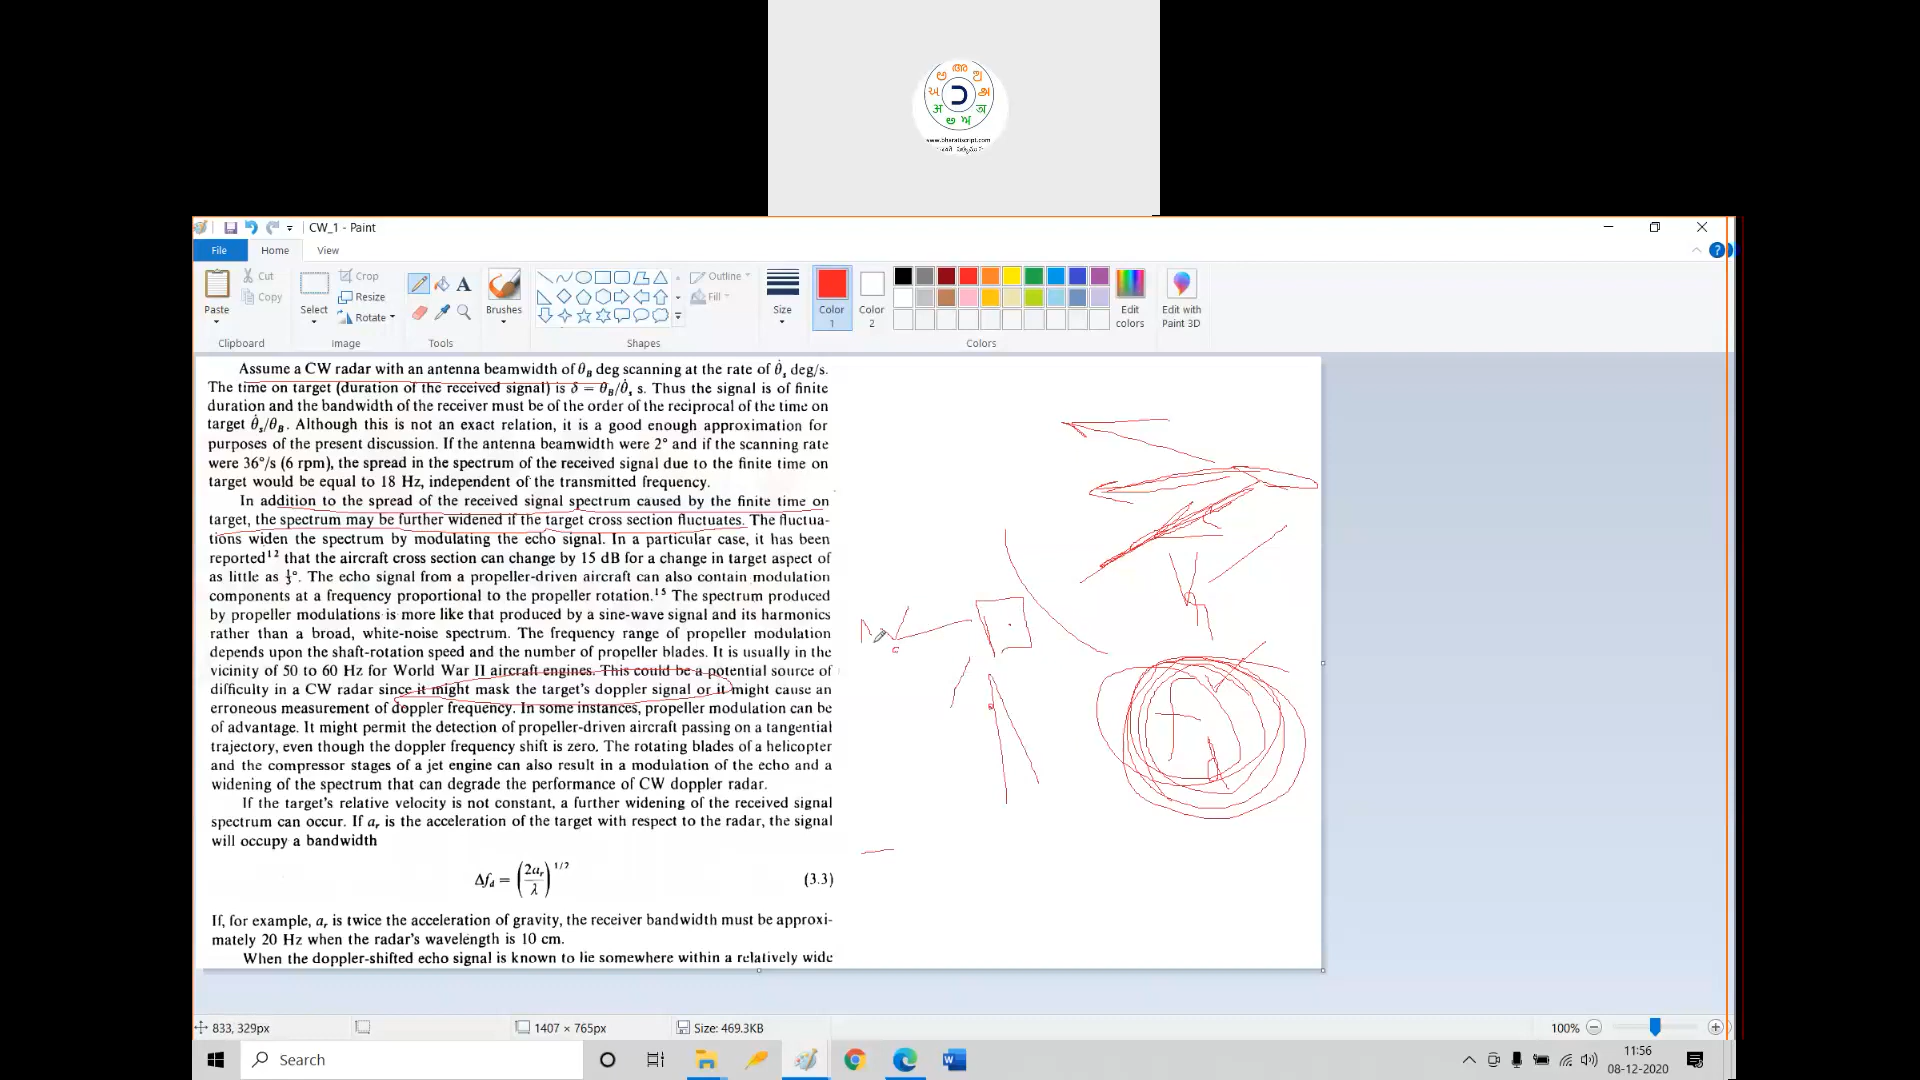 www.bharatiscript.com
CW_1 - Paint
File
Home
View
Paste
Cut
Copy
Clipboard
Select
Crop
Resize
Rotate
Image
Tools
Brushes
Shapes
Outline
Fill
Size
Color
1
Color
2
Edit
colors
Edit with
Paint 3D
Colors
Assume a CW radar with an antenna beamwidth of θB deg scanning at the rate of θ̇s deg/s.
The time on target (duration of the received signal) is δ = θB/θ̇s s. Thus the signal is of finite
duration and the bandwidth of the receiver must be of the order of the reciprocal of the time on
target θ̇s/θB. Although this is not an exact relation, it is a good enough approximation for
purposes of the present discussion. If the antenna beamwidth were 2° and if the scanning rate
were 36°/s (6 rpm), the spread in the spectrum of the received signal due to the finite time on
target would be equal to 18 Hz, independent of the transmitted frequency.
In addition to the spread of the received signal spectrum caused by the finite time on
target, the spectrum may be further widened if the target cross section fluctuates. The fluctua-
tions widen the spectrum by modulating the echo signal. In a particular case, it has been
reported¹² that the aircraft cross section can change by 15 dB for a change in target aspect of
as little as ⅓°. The echo signal from a propeller-driven aircraft can also contain modulation
components at a frequency proportional to the propeller rotation.¹⁵ The spectrum produced
by propeller modulations is more like that produced by a sine-wave signal and its harmonics
rather than a broad, white-noise spectrum. The frequency range of propeller modulation
depends upon the shaft-rotation speed and the number of propeller blades. It is usually in the
vicinity of 50 to 60 Hz for World War II aircraft engines. This could be a potential source of
difficulty in a CW radar since it might mask the target's doppler signal or it might cause an
erroneous measurement of doppler frequency. In some instances, propeller modulation can be
of advantage. It might permit the detection of propeller-driven aircraft passing on a tangential
trajectory, even though the doppler frequency shift is zero. The rotating blades of a helicopter
and the compressor stages of a jet engine can also result in a modulation of the echo and a
widening of the spectrum that can degrade the performance of CW doppler radar.
If the target's relative velocity is not constant, a further widening of the received signal
spectrum can occur. If ar is the acceleration of the target with respect to the radar, the signal
will occupy a bandwidth
Δfd = (2ar/λ)^1/2 (3.3)
If, for example, ar is twice the acceleration of gravity, the receiver bandwidth must be approxi-
mately 20 Hz when the radar's wavelength is 10 cm.
When the doppler-shifted echo signal is known to lie somewhere within a relatively wide
833, 329px
1407 × 765px
Size: 469.3KB
100%
Search
11:56
08-12-2020